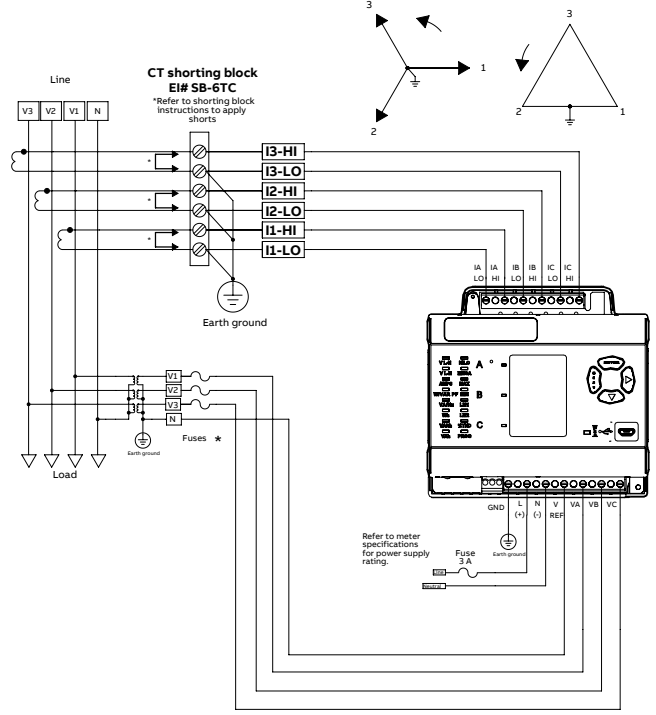 3
1
2
3
2
1
Line
CT shorting block
EI# SB-6TC
*Refer to shorting block
instructions to apply
shorts
V3 V2 V1 N
*
I3-HI
I3-LO
*
I2-HI
I2-LO
*
I1-HI
I1-LO
Earth ground
IA IA IB IB IC IC
LO HI LO HI LO HI
A
B
C
V1
V2
V3
N
Earth ground
Fuses *
Load
GND L N V VA VB VC
(+) (-) REF
Earth ground
Refer to meter
specifications
for power supply
rating.
Fuse
3 A
Line
Neutral